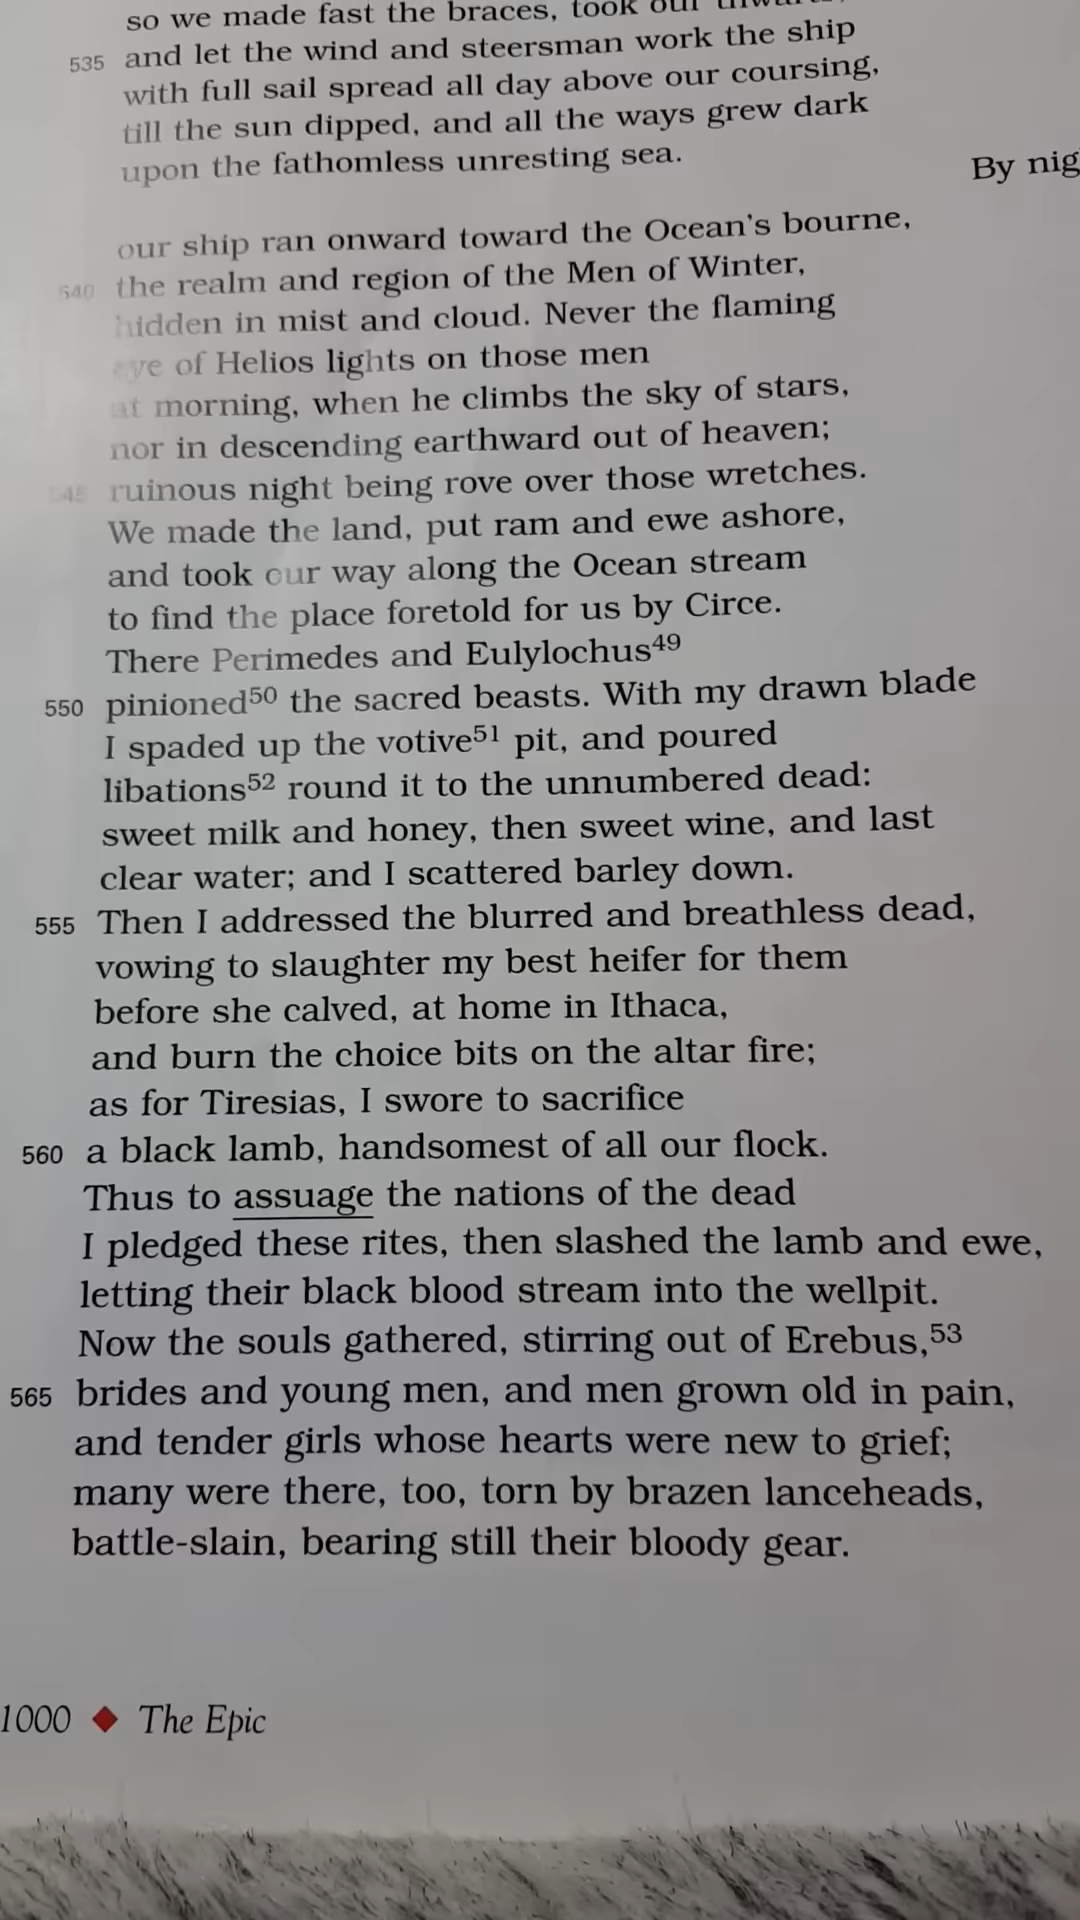 so we made fast the braces, took our
535 and let the wind and steersman work the ship
with full sail spread all day above our coursing,
till the sun dipped, and all the ways grew dark
upon the fathomless unresting sea.
By nig
our ship ran onward toward the Ocean's bourne,
540 the realm and region of the Men of Winter,
hidden in mist and cloud. Never the flaming
eye of Helios lights on those men
at morning, when he climbs the sky of stars,
nor in descending earthward out of heaven;
545 ruinous night being rove over those wretches.
We made the land, put ram and ewe ashore,
and took our way along the Ocean stream
to find the place foretold for us by Circe.
There Perimedes and Eulylochus49
550 pinioned50 the sacred beasts. With my drawn blade
I spaded up the votive51 pit, and poured
libations52 round it to the unnumbered dead:
sweet milk and honey, then sweet wine, and last
clear water; and I scattered barley down.
555 Then I addressed the blurred and breathless dead,
vowing to slaughter my best heifer for them
before she calved, at home in Ithaca,
and burn the choice bits on the altar fire;
as for Tiresias, I swore to sacrifice
560 a black lamb, handsomest of all our flock.
Thus to assuage the nations of the dead
I pledged these rites, then slashed the lamb and ewe,
letting their black blood stream into the wellpit.
Now the souls gathered, stirring out of Erebus,53
565 brides and young men, and men grown old in pain,
and tender girls whose hearts were new to grief;
many were there, too, torn by brazen lanceheads,
battle-slain, bearing still their bloody gear.
1000 ◆ The Epic